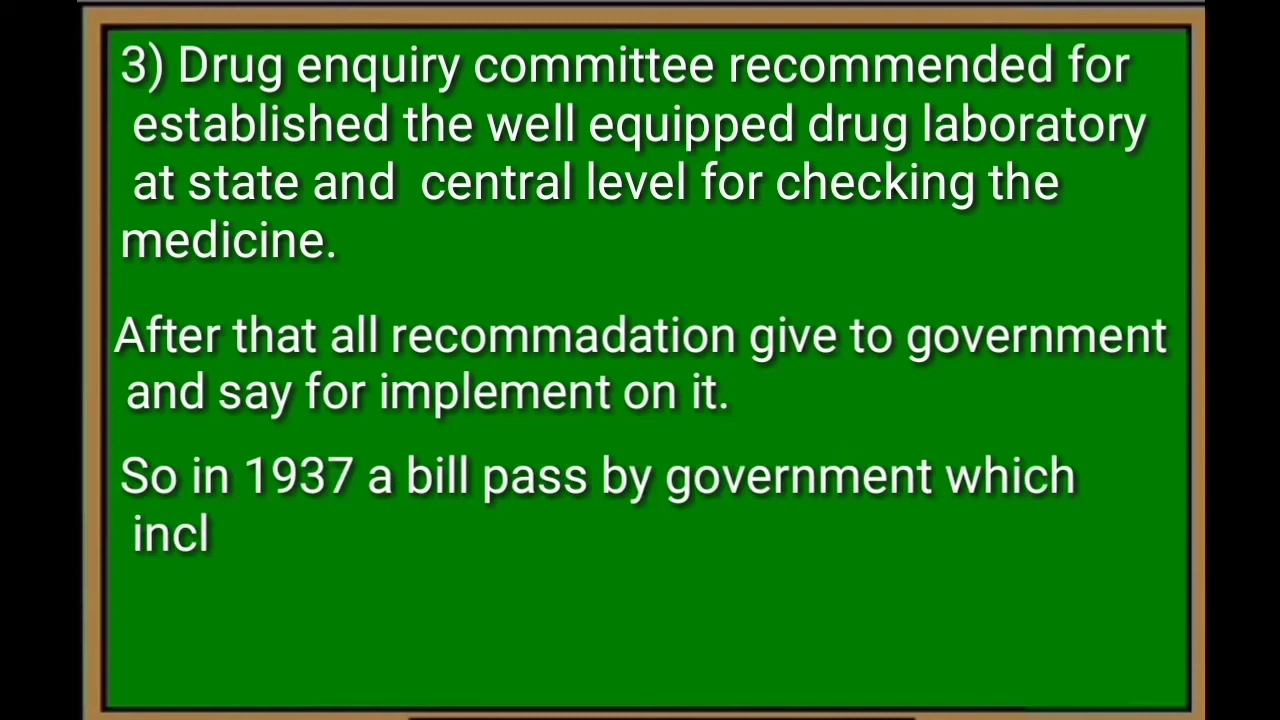 3) Drug enquiry committee recommended for
established the well equipped drug laboratory
at state and central level for checking the
medicine.
After that all recommadation give to government
and say for implement on it.
So in 1937 a bill pass by government which
incl